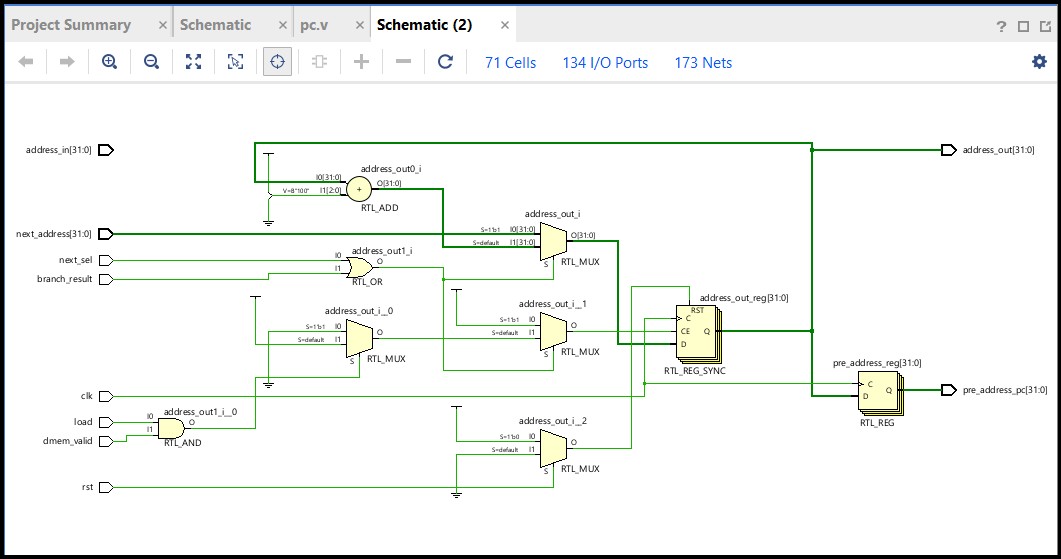 Project Summary × Schematic × pc.v × Schematic (2) ×
?
71 Cells 134 I/O Ports 173 Nets
address_in[31:0]
address_out[31:0]
address_out0_i
I0[31:0]
O[31:0]
I1[2:0]
+
RTL_ADD
next_address[31:0]
address_out_i
S=1'b1 I0[31:0]
O[31:0]
S=default I1[31:0]
S
RTL_MUX
next_sel
branch_result
address_out1_i
I0
O
I1
RTL_OR
address_out_i__0
S=1'b1 I0
O
S=default I1
S
RTL_MUX
address_out_i__1
S=1'b1 I0
O
S=default I1
S
RTL_MUX
address_out_reg[31:0]
RST
C
CE
Q
D
RTL_REG_SYNC
pre_address_reg[31:0]
C
Q
D
RTL_REG
pre_address_pc[31:0]
clk
load
dmem_valid
address_out1_i__0
I0
O
I1
RTL_AND
address_out_i__2
S=1'b0 I0
O
S=default I1
S
RTL_MUX
rst